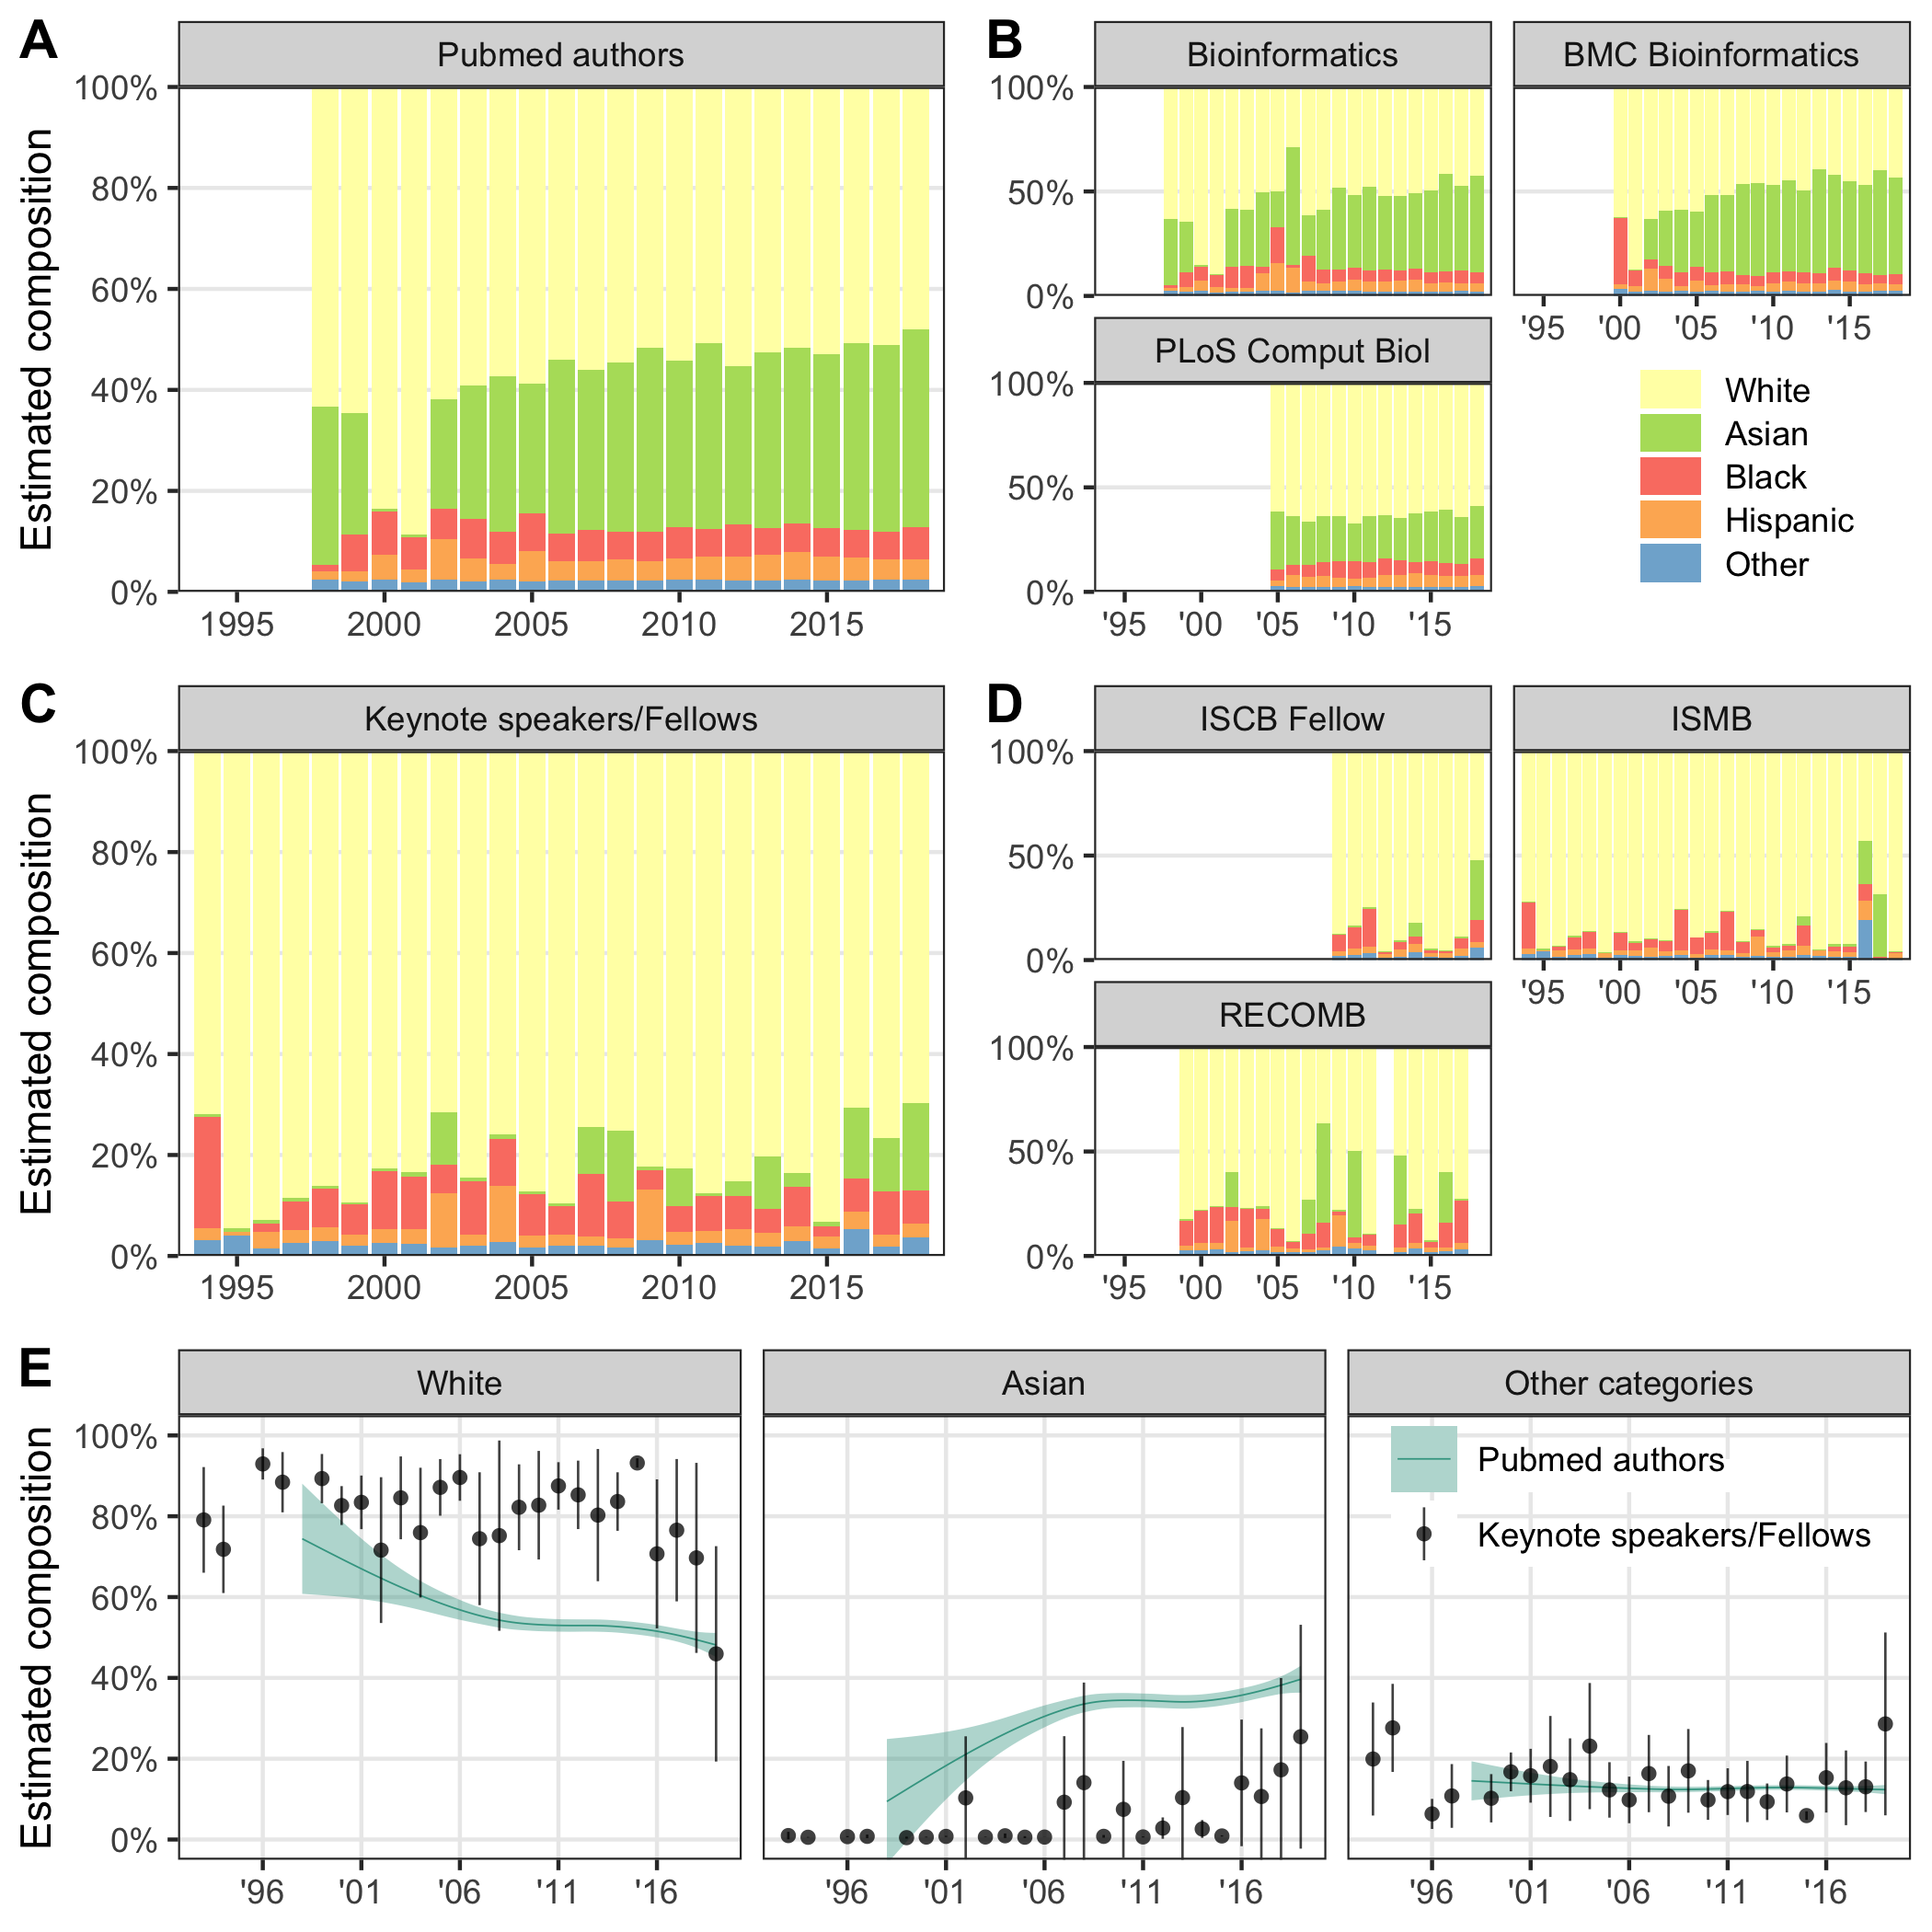 A
Pubmed authors
Estimated composition
100%
80%
60%
40%
20%
0%
1995
2000
2005
2010
2015
B
Bioinformatics
100%
50%
0%
BMC Bioinformatics
'95
'00
'05
'10
'15
PLoS Comput Biol
100%
50%
0%
'95
'00
'05
'10
'15
White
Asian
Black
Hispanic
Other
C
Keynote speakers/Fellows
Estimated composition
100%
80%
60%
40%
20%
0%
1995
2000
2005
2010
2015
D
ISCB Fellow
100%
50%
0%
ISMB
'95
'00
'05
'10
'15
RECOMB
100%
50%
0%
'95
'00
'05
'10
'15
E
White
Asian
Other categories
Estimated composition
100%
80%
60%
40%
20%
0%
'96
'01
'06
'11
'16
'96
'01
'06
'11
'16
'96
'01
'06
'11
'16
Pubmed authors
Keynote speakers/Fellows